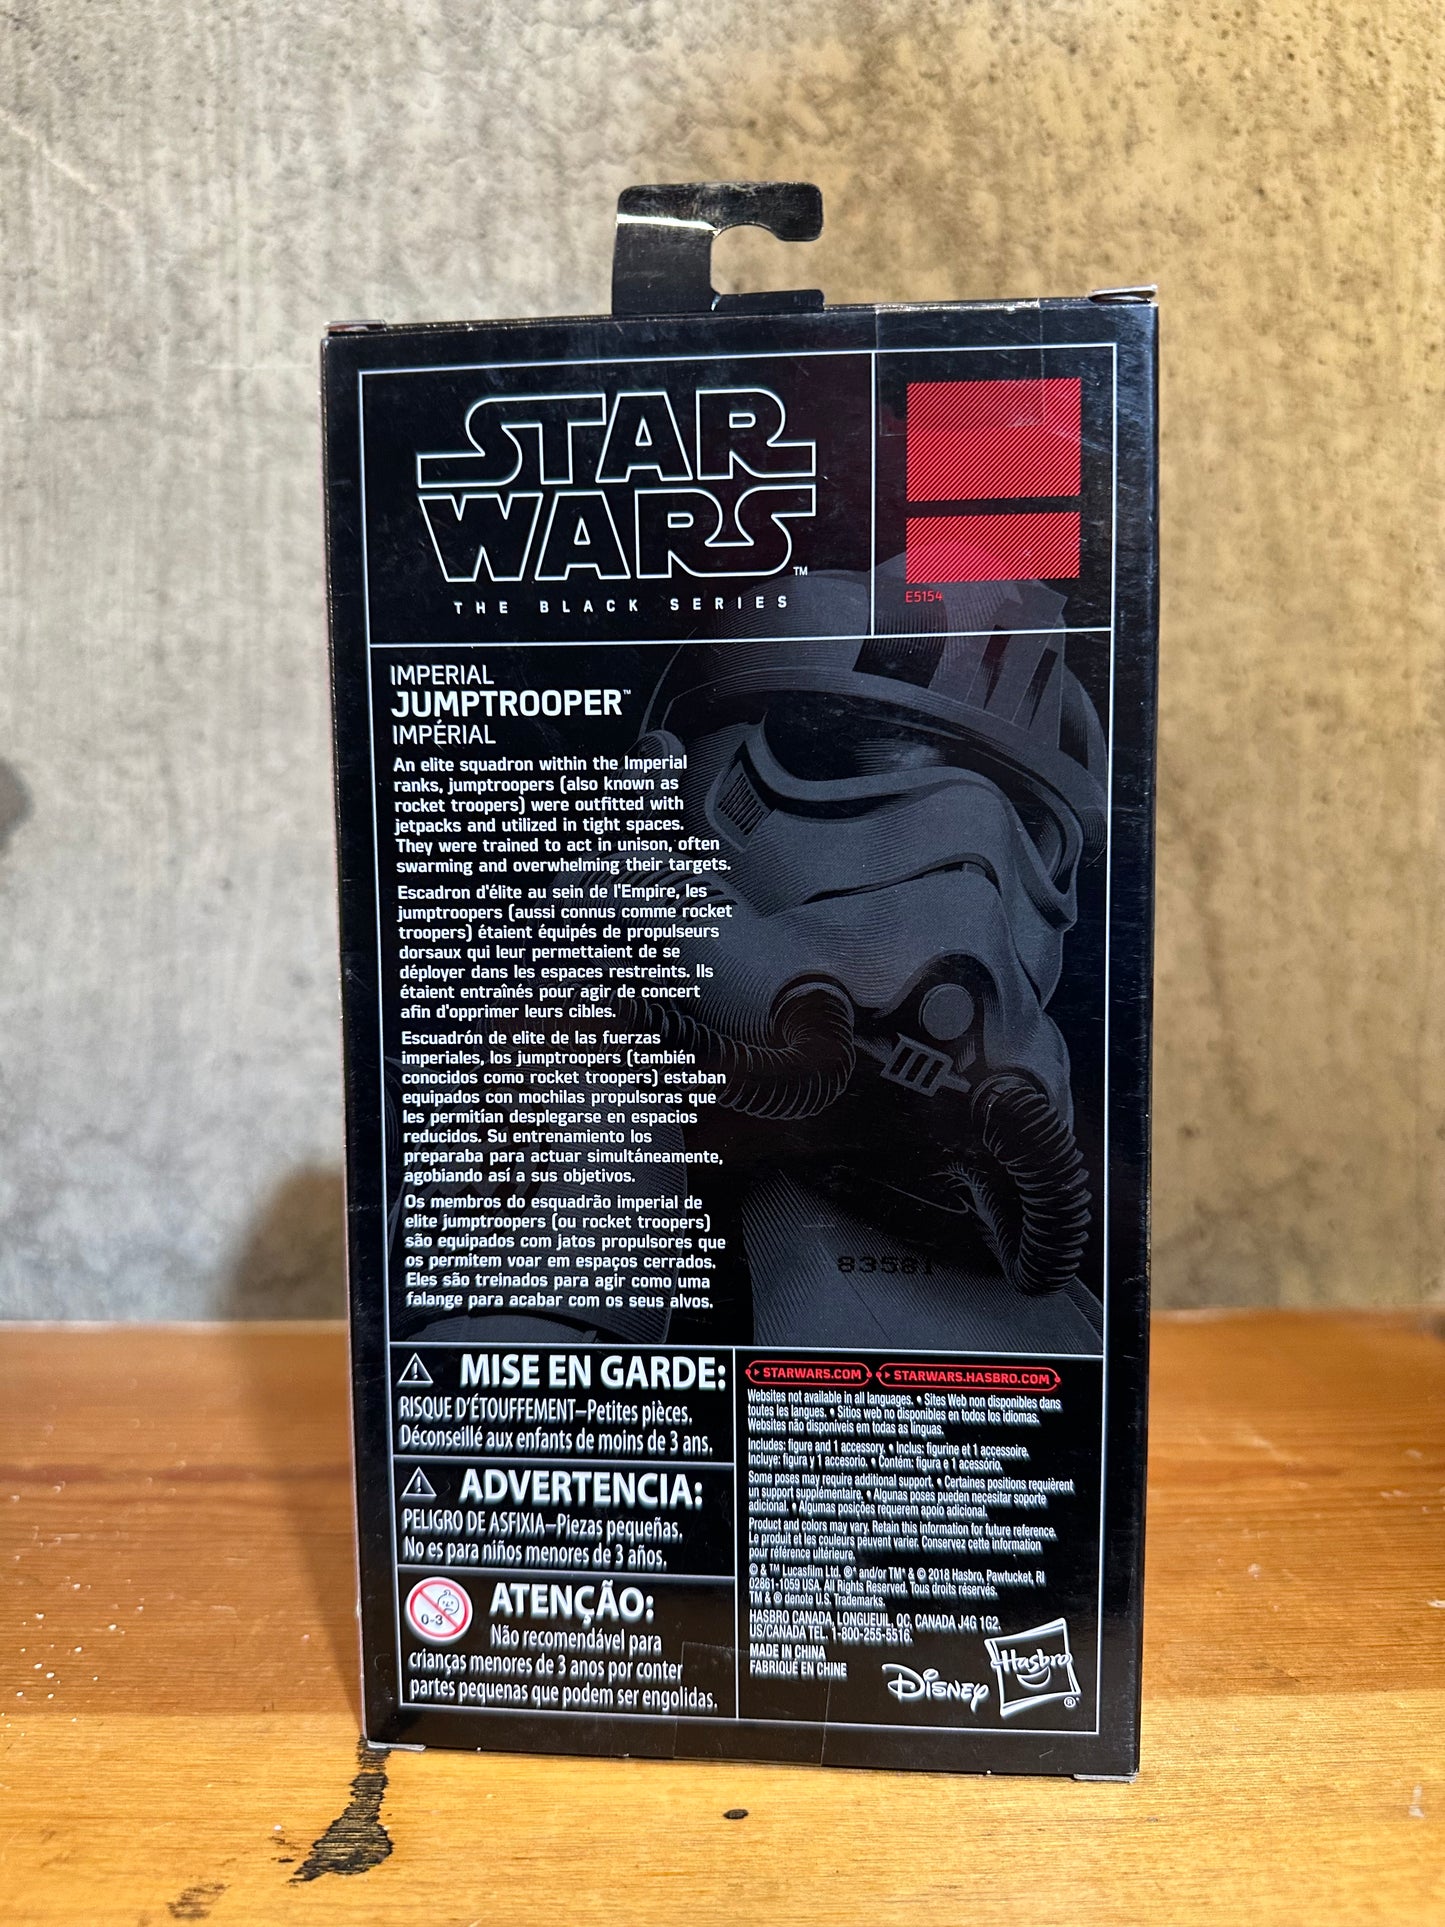 STAR
WARS™
THE BLACK SERIES
E5154
IMPERIAL
JUMPTROOPER™
IMPÉRIAL
An elite squadron within the Imperial
ranks, jumptroopers (also known as
rocket troopers) were outfitted with
jetpacks and utilized in tight spaces.
They were trained to act in unison, often
swarming and overwhelming their targets.
Escadron d'élite au sein de l'Empire, les
jumptroopers (aussi connus comme rocket
troopers) étaient équipés de propulseurs
dorsaux qui leur permettaient de se
déployer dans les espaces restreints. Ils
étaient entraînés pour agir de concert
afin d'opprimer leurs cibles.
Escuadrón de elite de las fuerzas
imperiales, los jumptroopers (también
conocidos como rocket troopers) estaban
equipados con mochilas propulsoras que
les permitían desplegarse en espacios
reducidos. Su entrenamiento los
preparaba para actuar simultáneamente,
agobiando así a sus objetivos.
Os membros do esquadrão imperial de
elite jumptroopers (ou rocket troopers)
são equipados com jatos propulsores que
os permitem voar em espaços cerrados.
Eles são treinados para agir como uma
falange para acabar com os seus alvos.
83581
MISE EN GARDE:
RISQUE D'ÉTOUFFEMENT–Petites pièces.
Déconseillé aux enfants de moins de 3 ans.
ADVERTENCIA:
PELIGRO DE ASFIXIA–Piezas pequeñas.
No es para niños menores de 3 años.
0-3
ATENÇÃO:
Não recomendável para
crianças menores de 3 anos por conter
partes pequenas que podem ser engolidas.
STARWARS.COM STARWARS.HASBRO.COM
Websites not available in all languages. • Sites Web non disponibles dans
toutes les langues. • Sitios web no disponibles en todos los idiomas.
Websites não disponíveis em todas as línguas.
Includes: figure and 1 accessory. • Inclus: figurine et 1 accessoire.
Incluye: figura y 1 accesorio. • Contém: figura e 1 acessório.
Some poses may require additional support. • Certaines positions requièrent
un support supplémentaire. • Algunas poses pueden necesitar soporte
adicional. • Algumas posições requerem apoio adicional.
Product and colors may vary. Retain this information for future reference.
Le produit et les couleurs peuvent varier. Conservez cette information
pour référence ultérieure.
© & ™ Lucasfilm Ltd. ®* and/or TM* & © 2018 Hasbro, Pawtucket, RI
02861-1059 USA. All Rights Reserved. Tous droits réservés.
TM & ® denote U.S. Trademarks.
HASBRO CANADA, LONGUEUIL, QC, CANADA J4G 1G2.
US/CANADA TEL. 1-800-255-5516.
MADE IN CHINA
FABRIQUÉ EN CHINE
Disney
Hasbro®